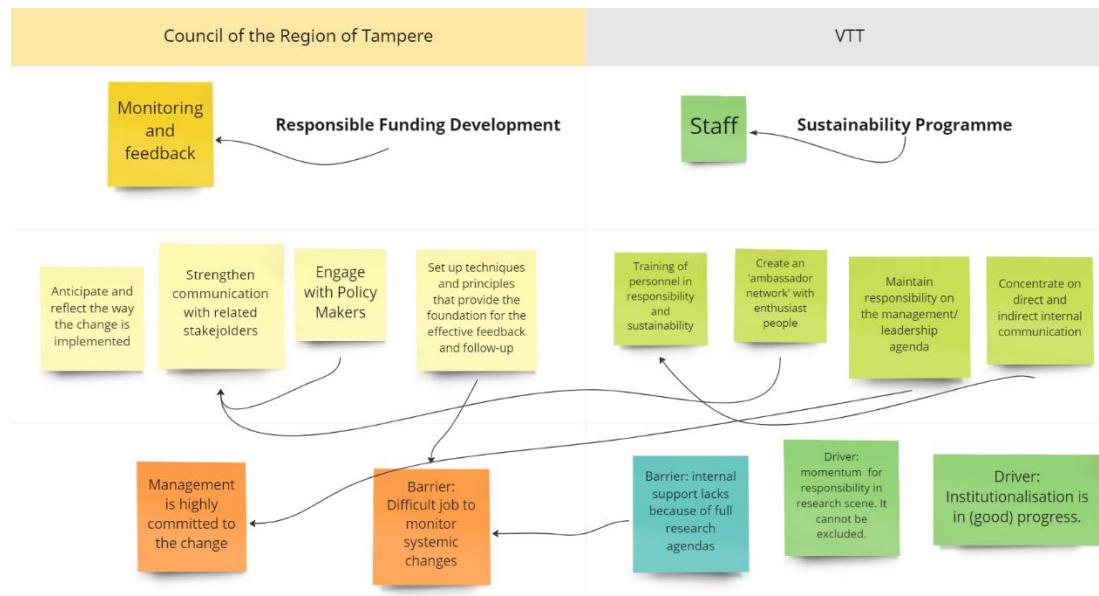 Council of the Region of Tampere
VTT
Monitoring
and
feedback
Responsible Funding Development
Staff
Sustainability Programme
Anticipate and
reflect the way
the change is
implemented
Strengthen
communication
with related
stakejolders
Engage
with Policy
Makers
Set up techniques
and principles
that provide the
foundation for the
effective feedback
and follow-up
Training of
personnel in
responsibility
and
sustainability
Create an
'ambassador
network' with
enthusiast
people
Maintain
responsibility on
the management/
leadership
agenda
Concentrate on
direct and
indirect internal
communication
Management
is highly
committed to
the change
Barrier:
Difficult job to
monitor
systemic
changes
Barrier: internal
support lacks
because of full
research
agendas
Driver:
momentum for
responsibility in
research scene. It
cannot be
excluded.
Driver:
Institutionalisation is
in (good) progress.